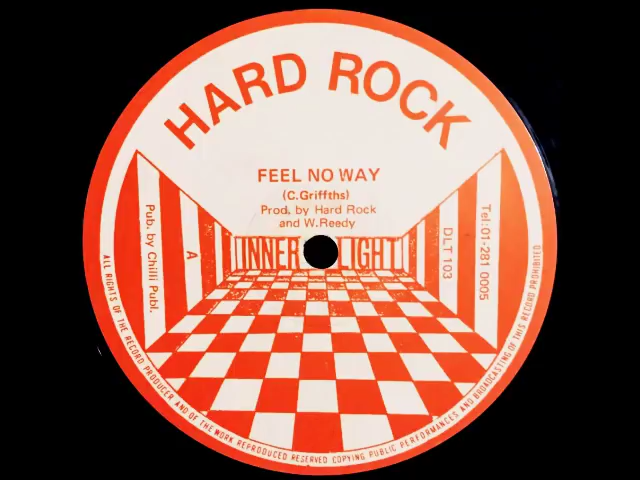 HARD ROCK
FEEL NO WAY
(C.Griffths)
Prod. by Hard Rock
and W.Reedy
INNER LIGHT
Pub. by Chilli Publ.
A
DLT 103
Tel:01-281 0005
ALL RIGHTS OF THE RECORD PRODUCER AND OF THE WORK REPRODUCED RESERVED COPYING PUBLIC PERFORMANCES AND BROADCASTING OF THIS RECORD PROHIBITED